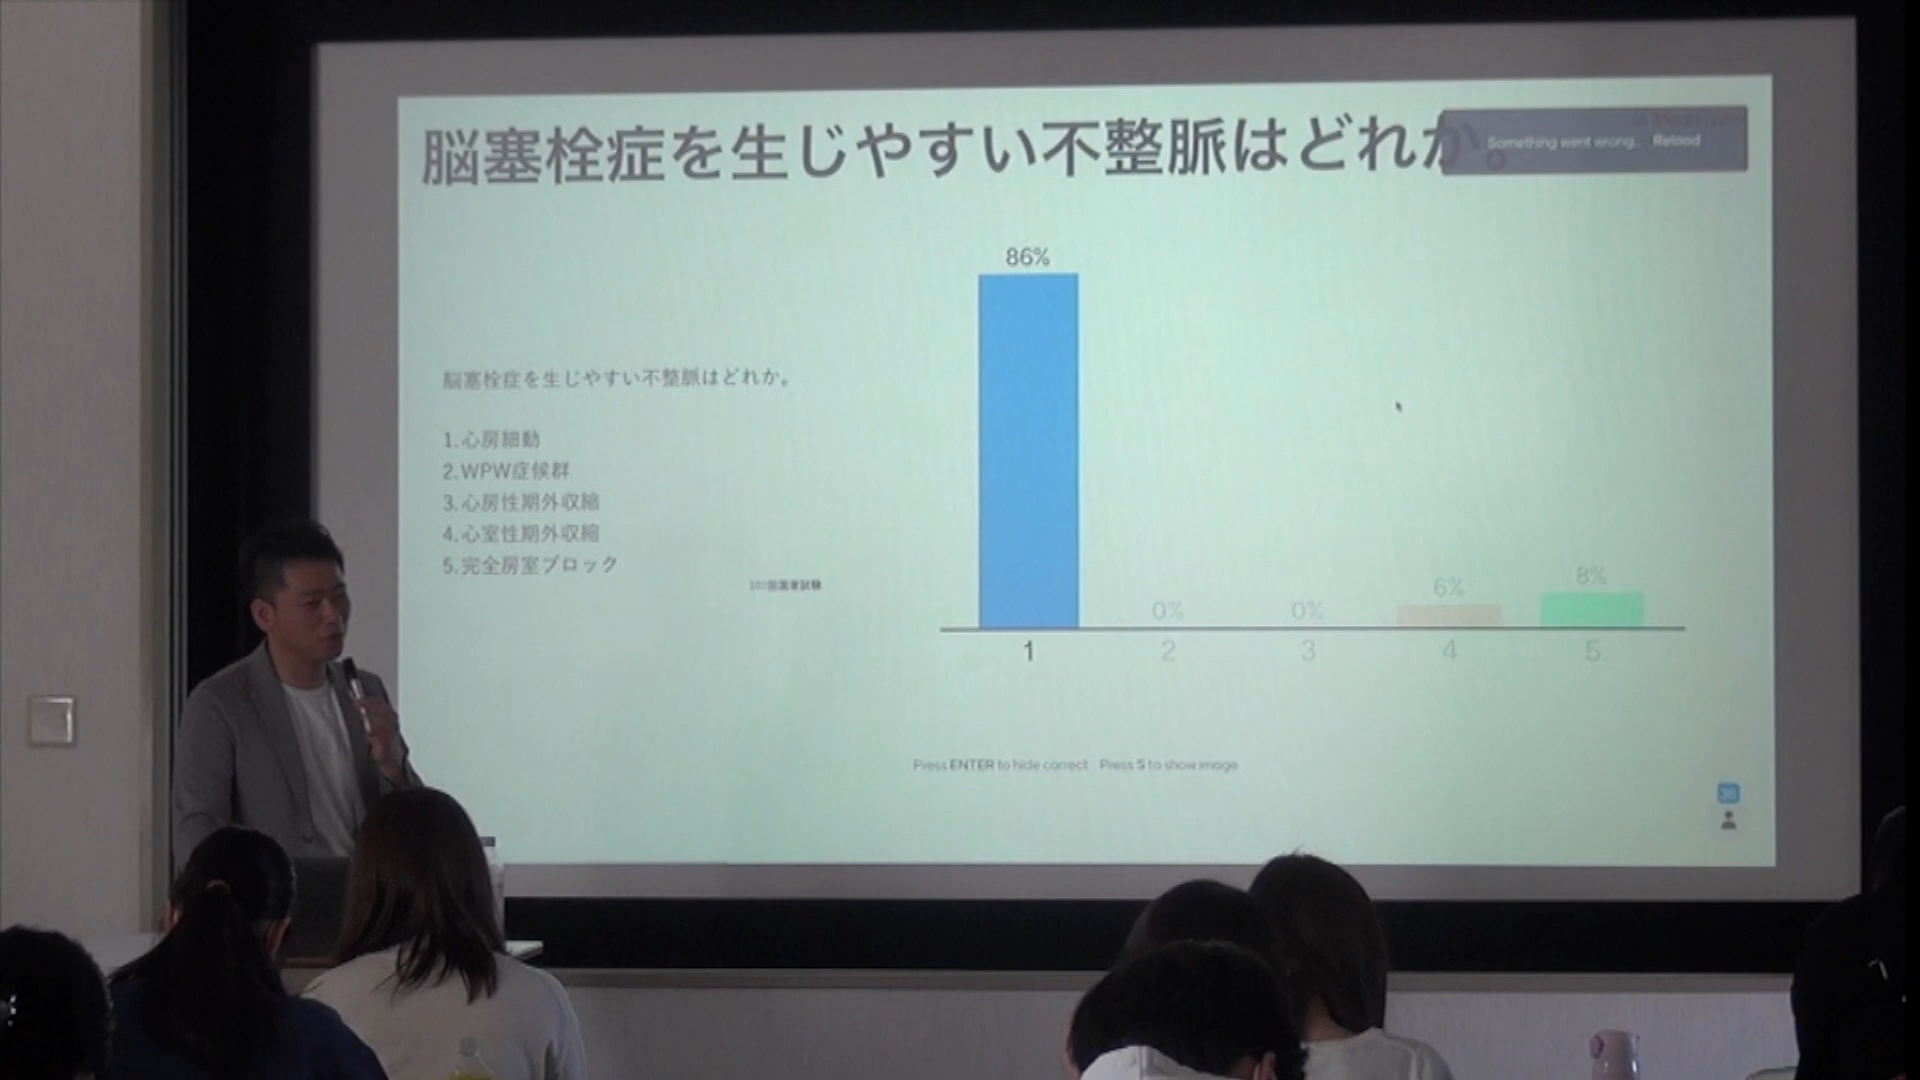 脳塞栓症を生じやすい不整脈はどれか。
Something went wrong. Reload
脳塞栓症を生じやすい不整脈はどれか。
1.心房細動
2.WPW症候群
3.心房性期外収縮
4.心室性期外収縮
5.完全房室ブロック
102回国家試験
86%
0%
0%
6%
8%
1
2
3
4
5
Press ENTER to hide correct Press S to show image
36